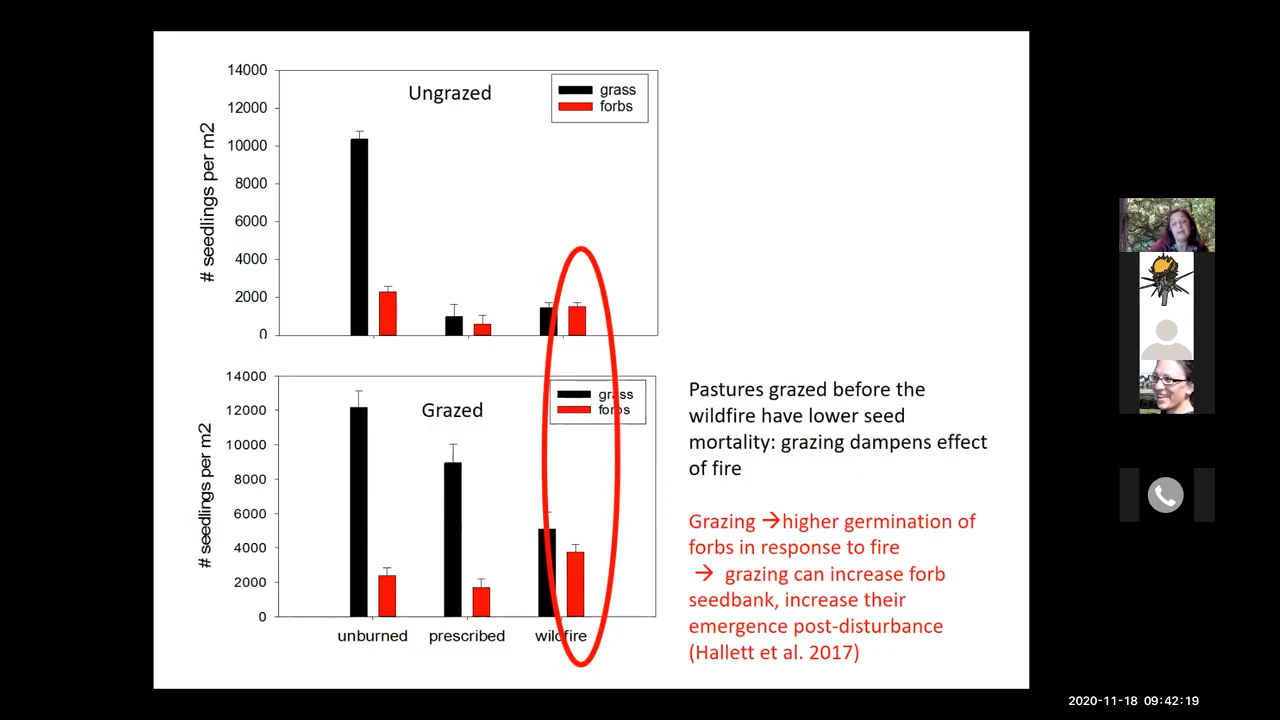 14000
12000
10000
8000
6000
4000
2000
0
# seedlings per m2
Ungrazed
grass
forbs
14000
12000
10000
8000
6000
4000
2000
0
# seedlings per m2
Grazed
grass
forbs
unburned prescribed wildfire
Pastures grazed before the
wildfire have lower seed
mortality: grazing dampens effect
of fire
Grazing → higher germination of
forbs in response to fire
→ grazing can increase forb
seedbank, increase their
emergence post-disturbance
(Hallett et al. 2017)
2020-11-18 09:42:19